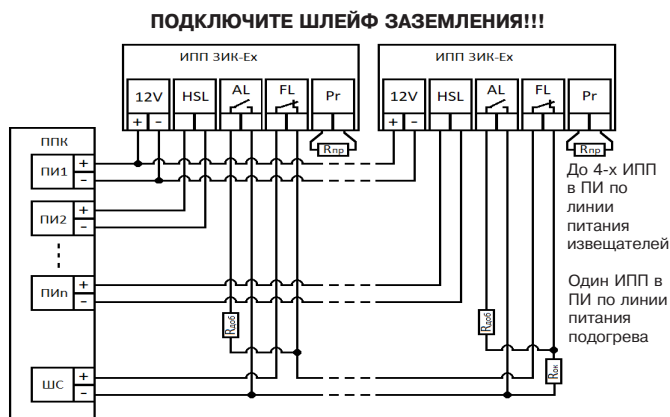 ПОДКЛЮЧИТЕ ШЛЕЙФ ЗАЗЕМЛЕНИЯ!!!
ИПП ЗИК-Ex
12V HSL AL FL Pr
+ -
Rпр
ИПП ЗИК-Ex
12V HSL AL FL Pr
+ -
Rпр
ППК
ПИ1 + -
ПИ2 + -
ПИn + -
ШС + -
Rдоб
Rдоб
Rок
До 4-х ИПП
в ПИ по
линии
питания
извещателей
Один ИПП в
ПИ по линии
питания
подогрева